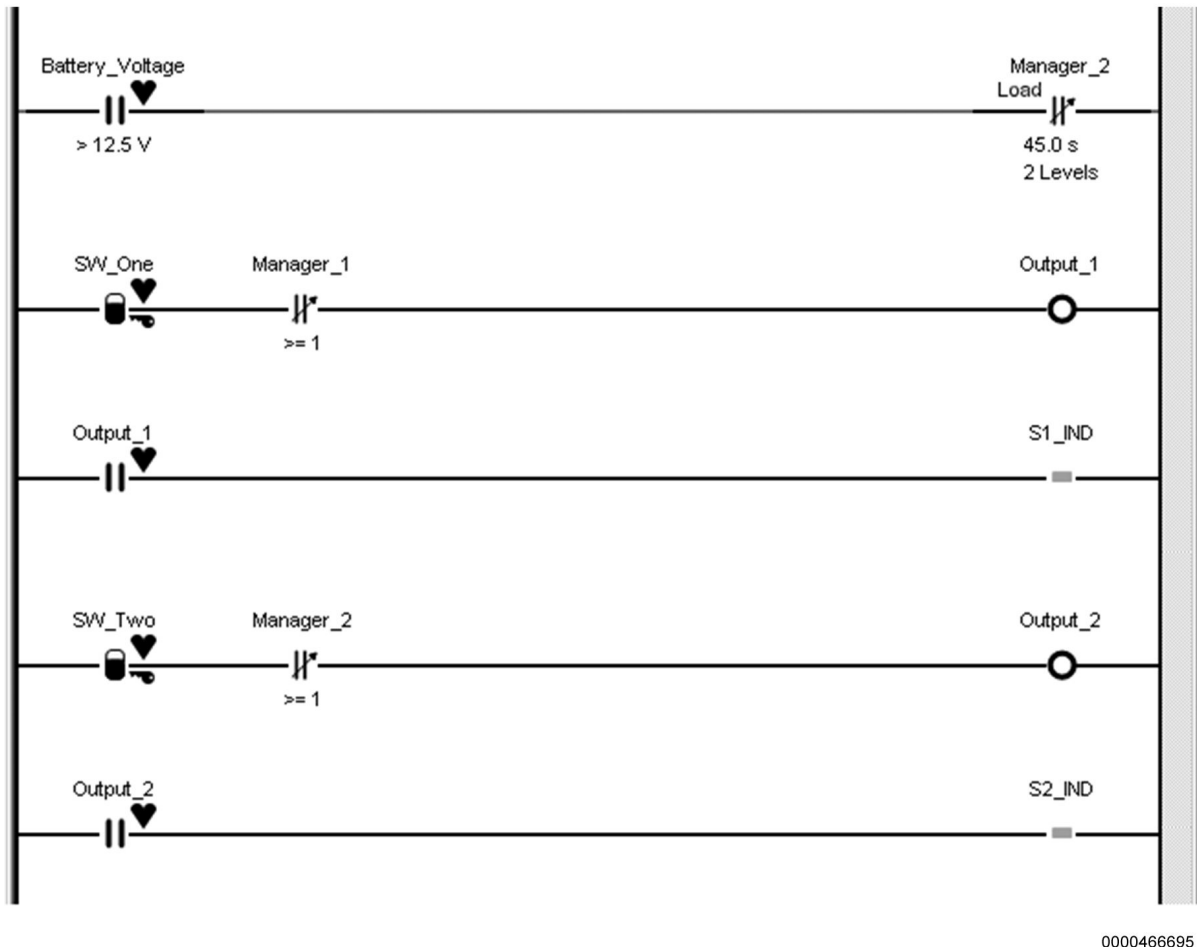 Battery_Voltage
> 12.5 V
Manager_2
Load
45.0 s
2 Levels
SW_One
Manager_1
>= 1
Output_1
Output_1
S1_IND
SW_Two
Manager_2
>= 1
Output_2
Output_2
S2_IND
0000466695